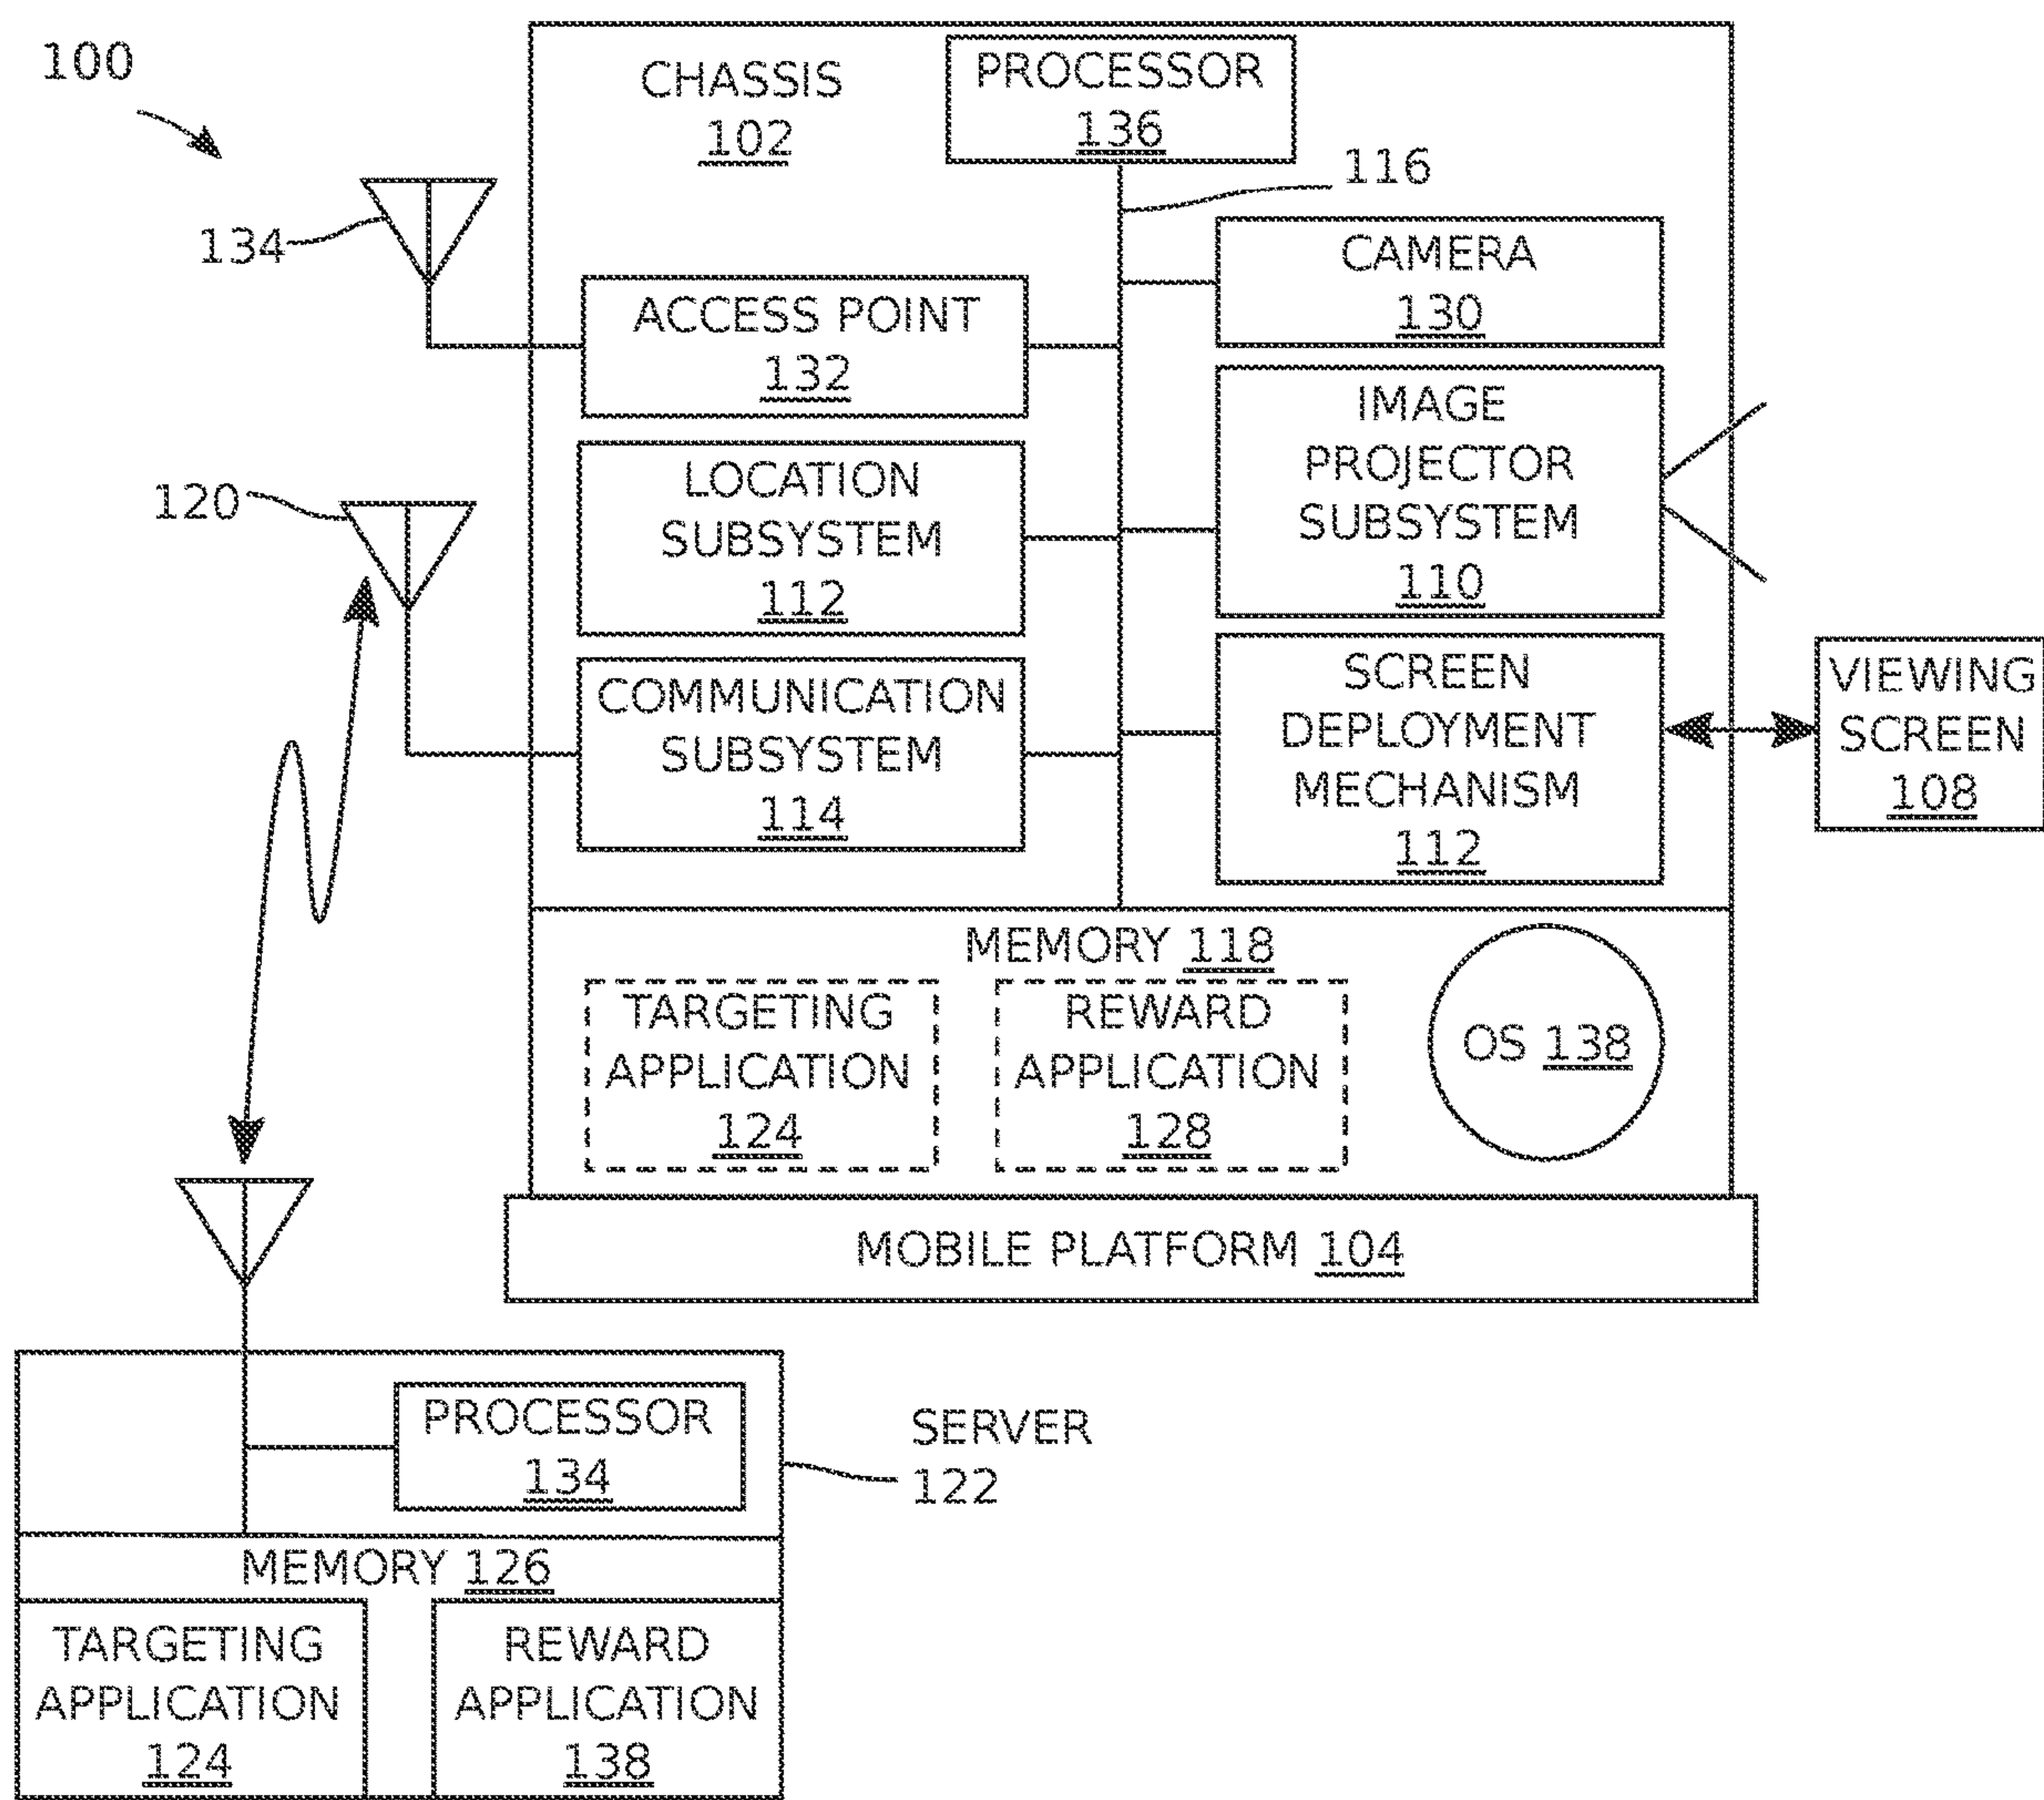 100
CHASSIS
102
PROCESSOR
136
116
134
ACCESS POINT
132
CAMERA
130
120
LOCATION
SUBSYSTEM
112
IMAGE
PROJECTOR
SUBSYSTEM
110
COMMUNICATION
SUBSYSTEM
114
SCREEN
DEPLOYMENT
MECHANISM
112
VIEWING
SCREEN
108
MEMORY 118
TARGETING
APPLICATION
124
REWARD
APPLICATION
128
OS 138
MOBILE PLATFORM 104
PROCESSOR
134
SERVER
122
MEMORY 126
TARGETING
APPLICATION
124
REWARD
APPLICATION
138